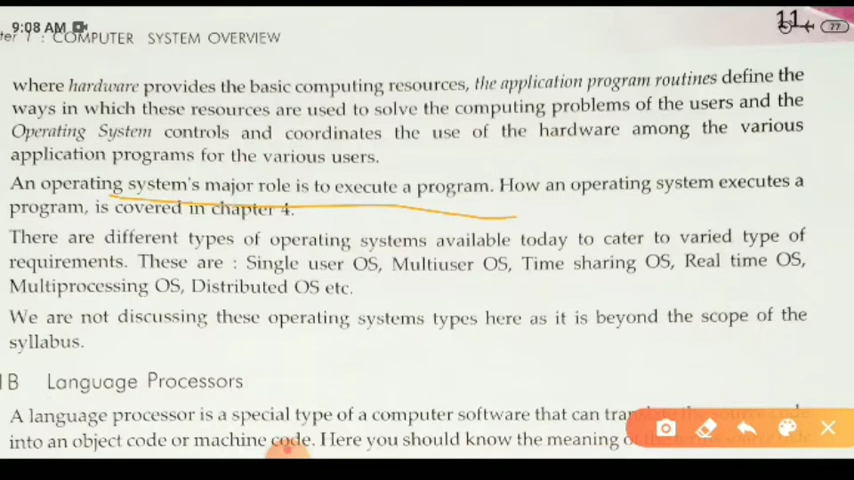 9:08 AM
11
77
ter 1 : COMPUTER SYSTEM OVERVIEW
where hardware provides the basic computing resources, the application program routines define the
ways in which these resources are used to solve the computing problems of the users and the
Operating System controls and coordinates the use of the hardware among the various
application programs for the various users.
An operating system's major role is to execute a program. How an operating system executes a
program, is covered in chapter 4.
There are different types of operating systems available today to cater to varied type of
requirements. These are : Single user OS, Multiuser OS, Time sharing OS, Real time OS,
Multiprocessing OS, Distributed OS etc.
We are not discussing these operating systems types here as it is beyond the scope of the
syllabus.
1B Language Processors
A language processor is a special type of a computer software that can
into an object code or machine code. Here you should know the meaning